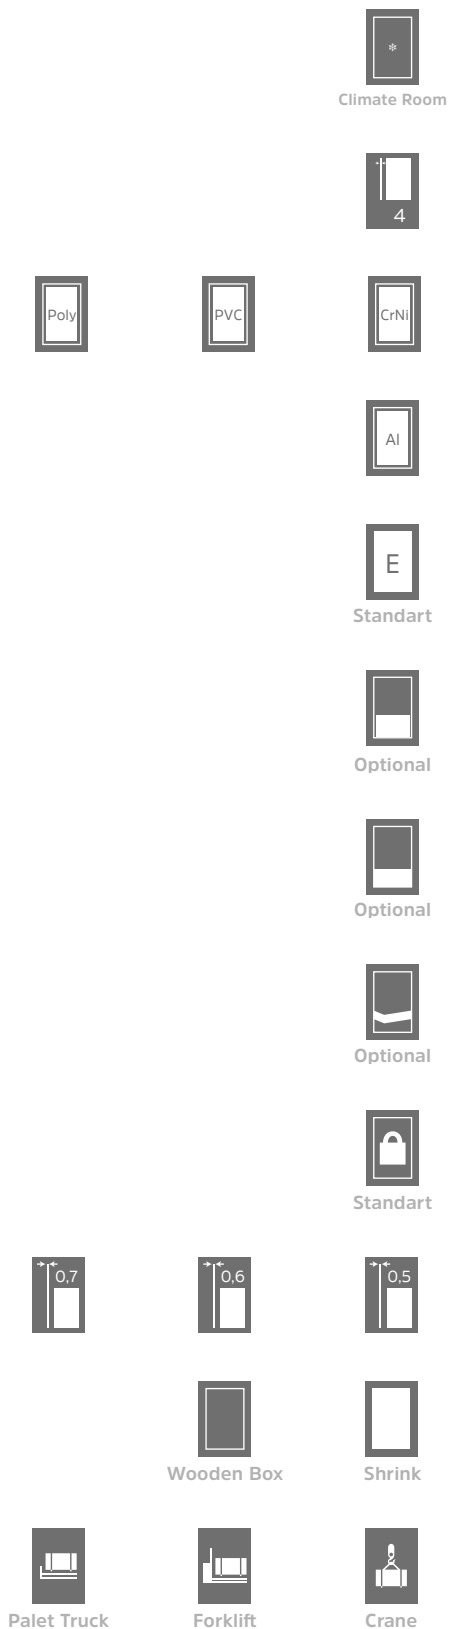 Climate Room
4
Poly PVC CrNi
Al
E
Standart
Optional
Optional
Optional
Standart
0,7 0,6 0,5
Wooden Box Shrink
Palet Truck Forklift Crane